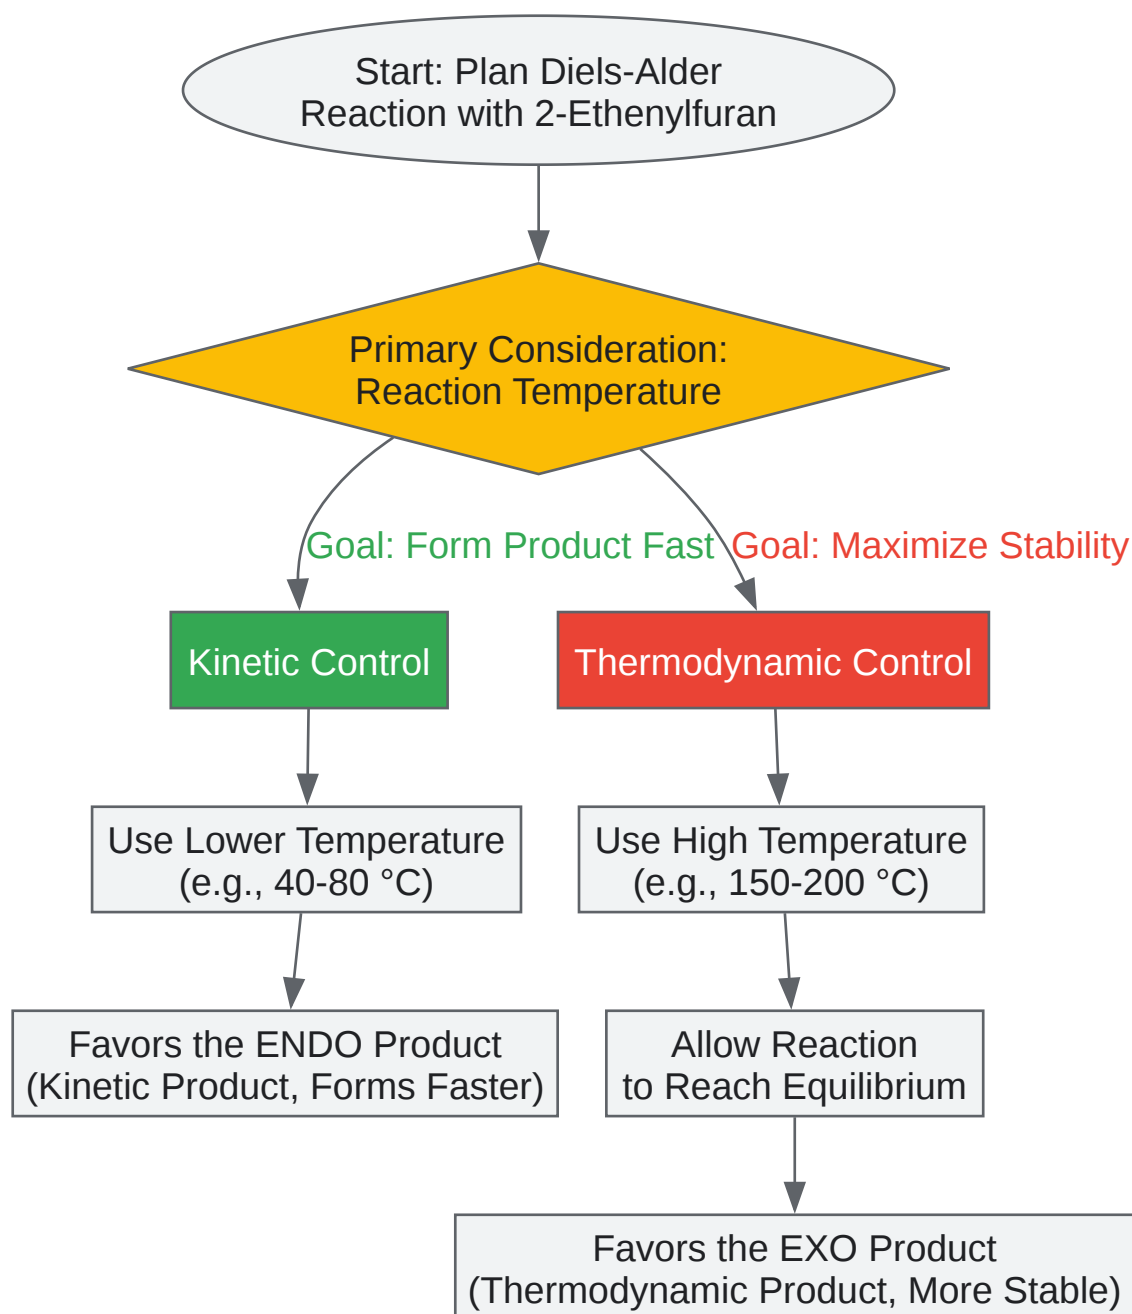 Start: Plan Diels-Alder
Reaction with 2-Ethenylfuran
Primary Consideration:
Reaction Temperature
Goal: Form Product Fast
Goal: Maximize Stability
Kinetic Control
Thermodynamic Control
Use Lower Temperature
(e.g., 40-80 °C)
Use High Temperature
(e.g., 150-200 °C)
Favors the ENDO Product
(Kinetic Product, Forms Faster)
Allow Reaction
to Reach Equilibrium
Favors the EXO Product
(Thermodynamic Product, More Stable)